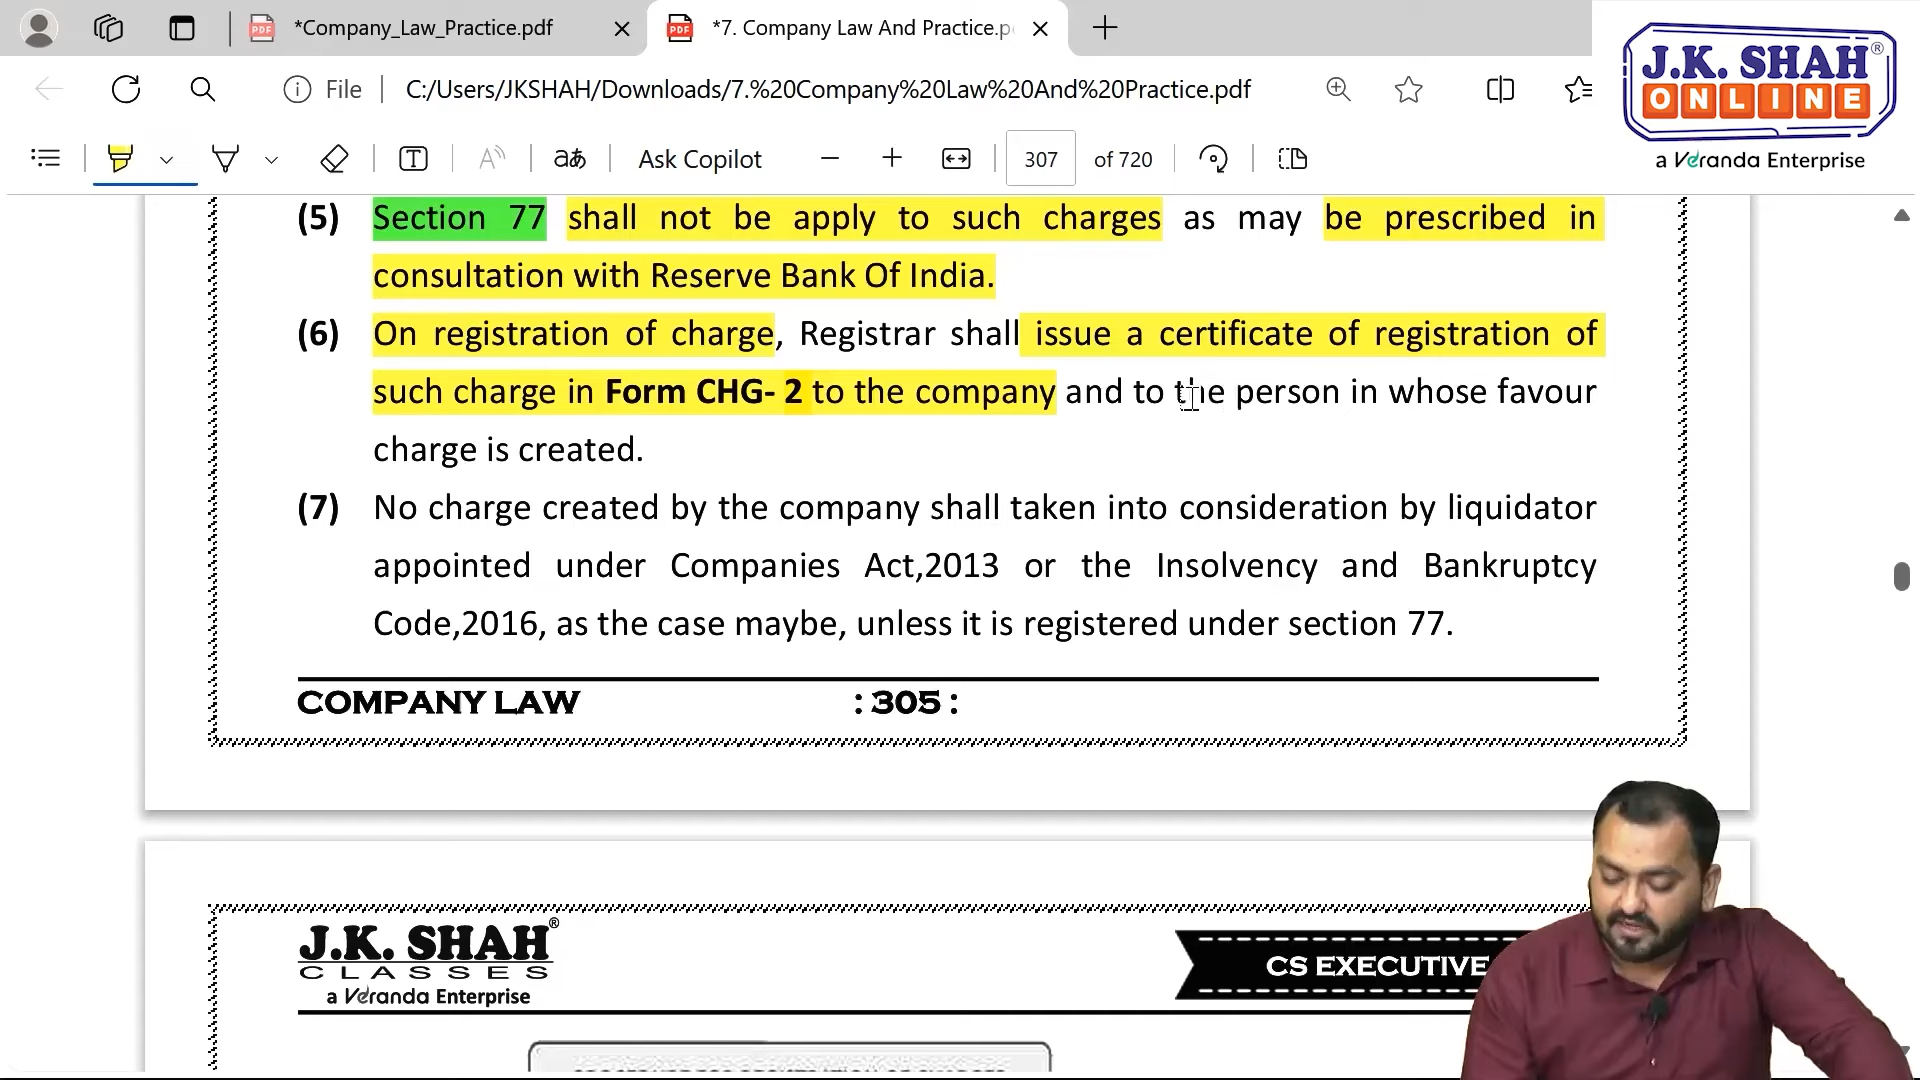 *Company_Law_Practice.pdf
*7. Company Law And Practice.p
J.K. SHAH®
ONLINE
a Veranda Enterprise
File
C:/Users/JKSHAH/Downloads/7.%20Company%20Law%20And%20Practice.pdf
Ask Copilot
307 of 720
(5) Section 77 shall not be apply to such charges as may be prescribed in
consultation with Reserve Bank Of India.
(6) On registration of charge, Registrar shall issue a certificate of registration of
such charge in Form CHG- 2 to the company and to the person in whose favour
charge is created.
(7) No charge created by the company shall taken into consideration by liquidator
appointed under Companies Act,2013 or the Insolvency and Bankruptcy
Code,2016, as the case maybe, unless it is registered under section 77.
COMPANY LAW : 305 :
J.K. SHAH®
CLASSES
a Veranda Enterprise
CS EXECUTIVE